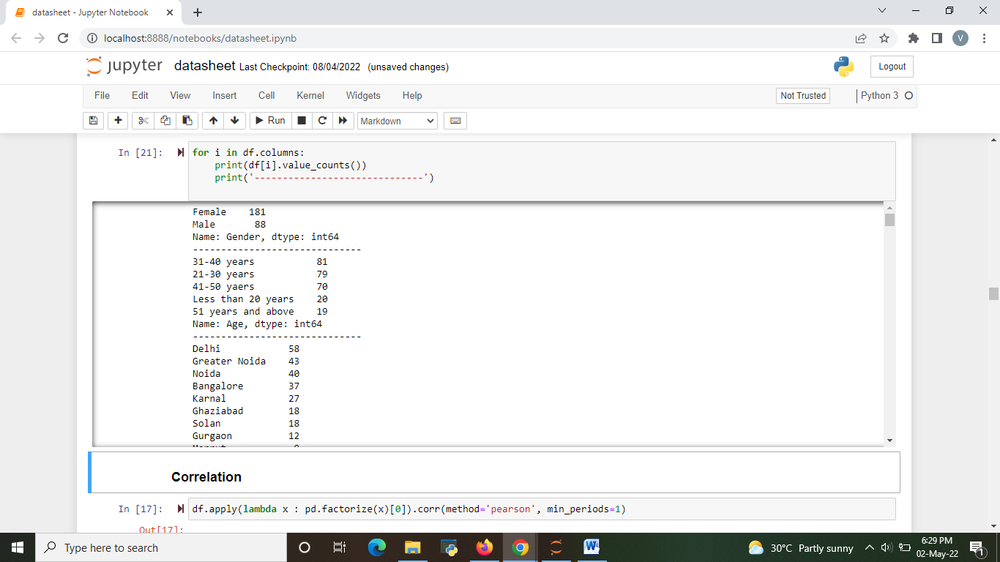 datasheet - Jupyter Notebook
localhost:8888/notebooks/datasheet.ipynb
V
jupyter datasheet Last Checkpoint: 08/04/2022 (unsaved changes)
Logout
File Edit View Insert Cell Kernel Widgets Help
Not Trusted
Python 3
Run
Markdown
In [21]:
for i in df.columns:
    print(df[i].value_counts())
    print('------------------------------')
Female    181
Male       88
Name: Gender, dtype: int64
------------------------------
31-40 years           81
21-30 years           79
41-50 yaers           70
Less than 20 years    20
51 years and above    19
Name: Age, dtype: int64
------------------------------
Delhi            58
Greater Noida    43
Noida            40
Bangalore        37
Karnal           27
Ghaziabad        18
Solan            18
Gurgaon          12
Correlation
In [17]:
df.apply(lambda x : pd.factorize(x)[0]).corr(method='pearson', min_periods=1)
Out[17]:
Type here to search
30°C Partly sunny
6:29 PM
02-May-22
1